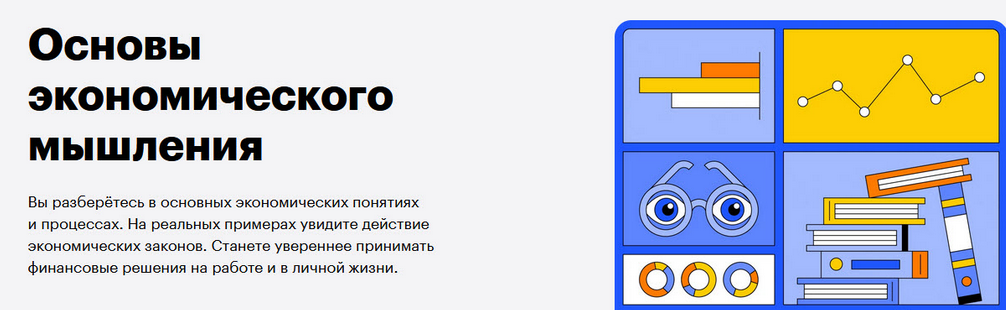 Основы
экономического
мышления
Вы разберётесь в основных экономических понятиях
и процессах. На реальных примерах увидите действие
экономических законов. Станете увереннее принимать
финансовые решения на работе и в личной жизни.